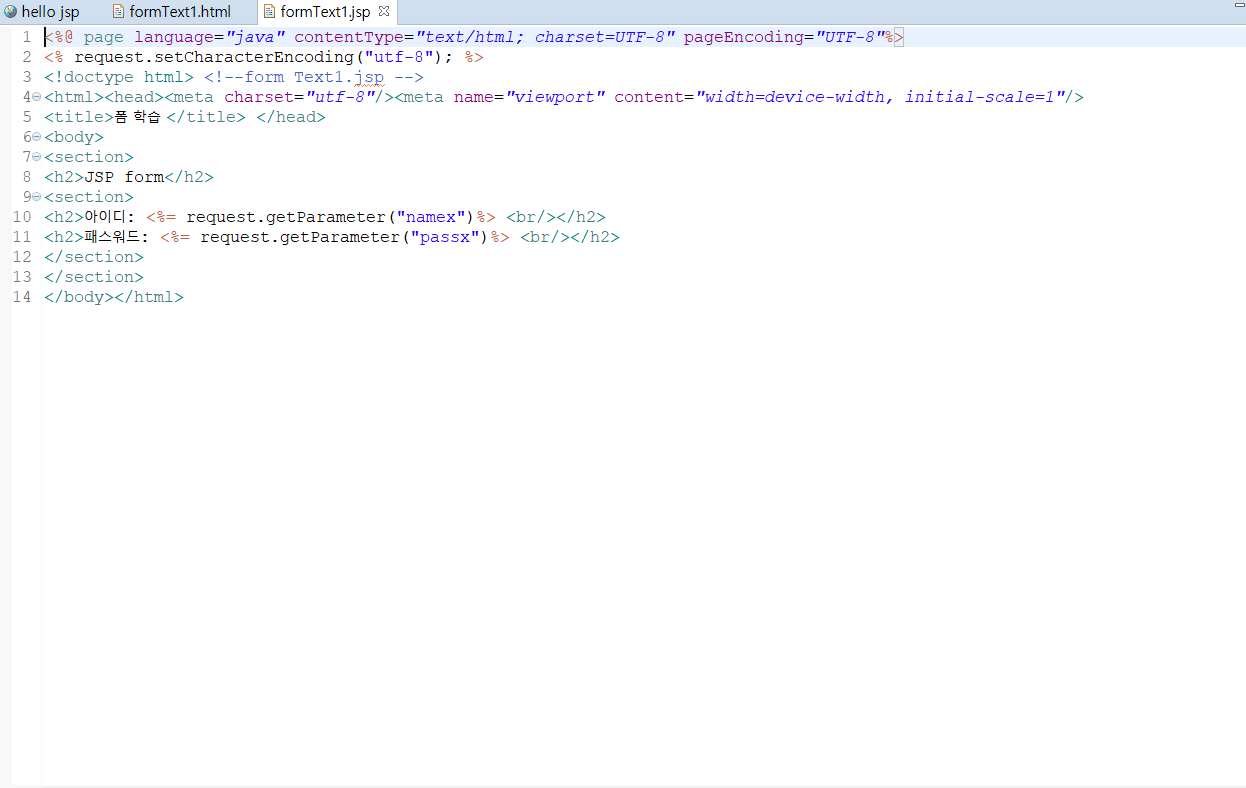 hello jsp formText1.html formText1.jsp
1 <%@ page language="java" contentType="text/html; charset=UTF-8" pageEncoding="UTF-8"%>
2 <% request.setCharacterEncoding("utf-8"); %>
3 <!doctype html> <!--form Text1.jsp -->
4 <html><head><meta charset="utf-8"/><meta name="viewport" content="width=device-width, initial-scale=1"/>
5 <title>폼 학습 </title> </head>
6 <body>
7 <section>
8 <h2>JSP form</h2>
9 <section>
10 <h2>아이디: <%= request.getParameter("namex")%> <br/></h2>
11 <h2>패스워드: <%= request.getParameter("passx")%> <br/></h2>
12 </section>
13 </section>
14 </body></html>